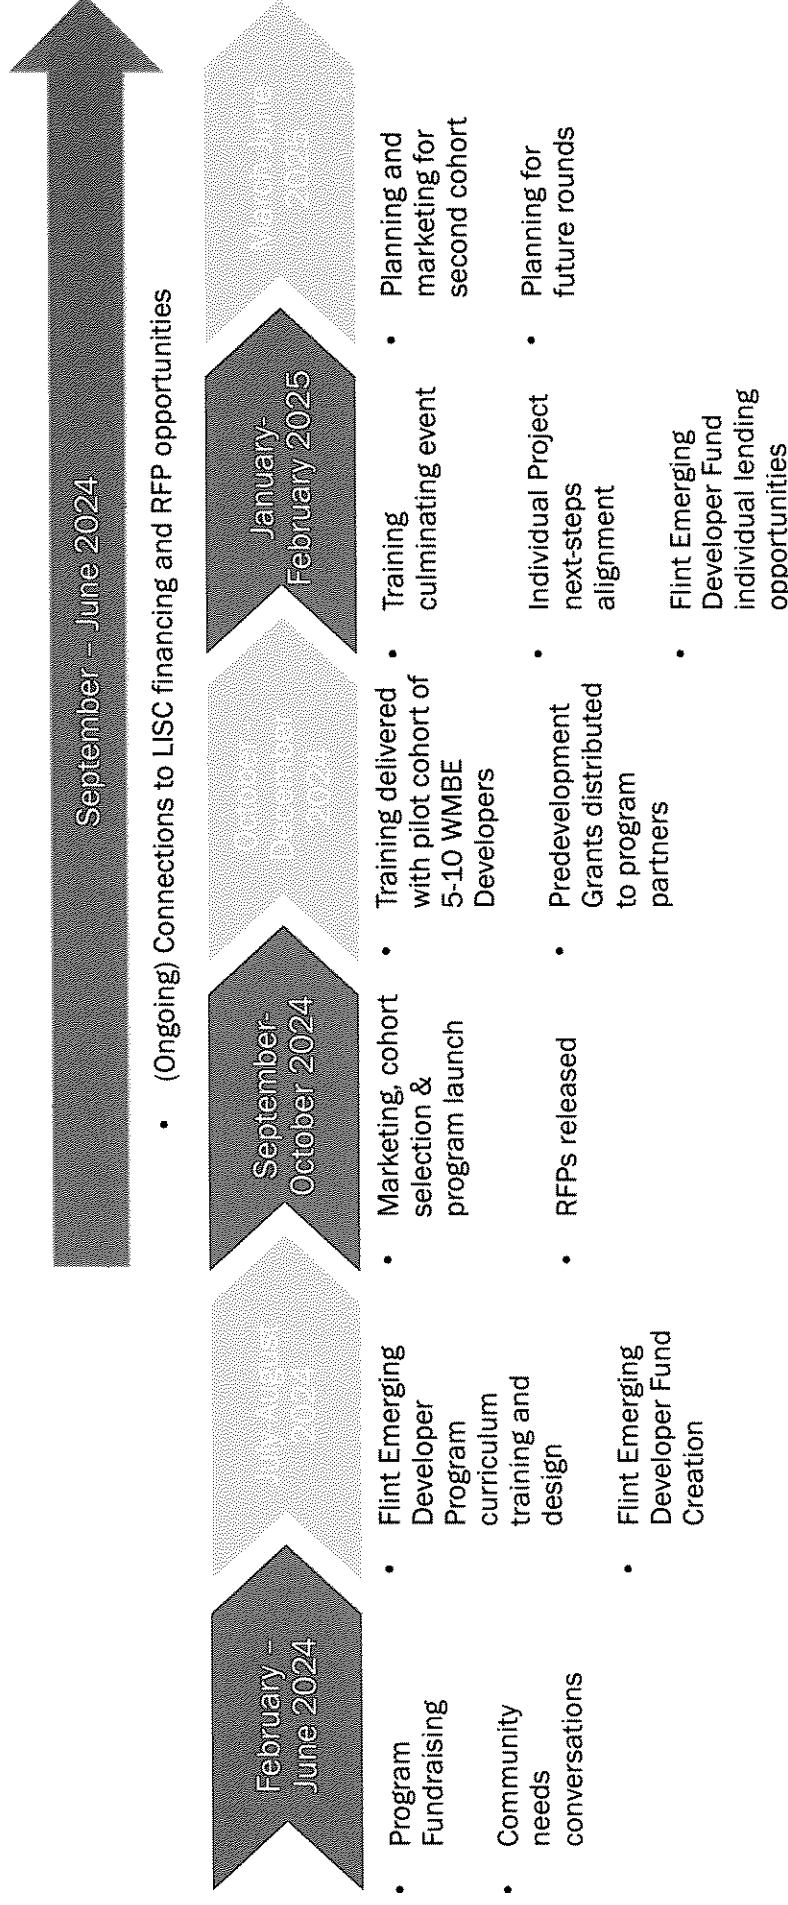 September – June 2024
• (Ongoing) Connections to LISC financing and RFP opportunities
February –
June 2024
• Program
Fundraising
• Community
needs
conversations
2024
• Flint Emerging
Developer
Program
curriculum
training and
design
• Flint Emerging
Developer Fund
Creation
September-
October 2024
• Marketing, cohort
selection &
program launch
• RFPs released
October-
December
2024
• Training delivered
with pilot cohort of
5-10 WMBE
Developers
• Predevelopment
Grants distributed
to program
partners
January-
February 2025
• Training
culminating event
• Individual Project
next-steps
alignment
• Flint Emerging
Developer Fund
individual lending
opportunities
2025
• Planning and
marketing for
second cohort
• Planning for
future rounds